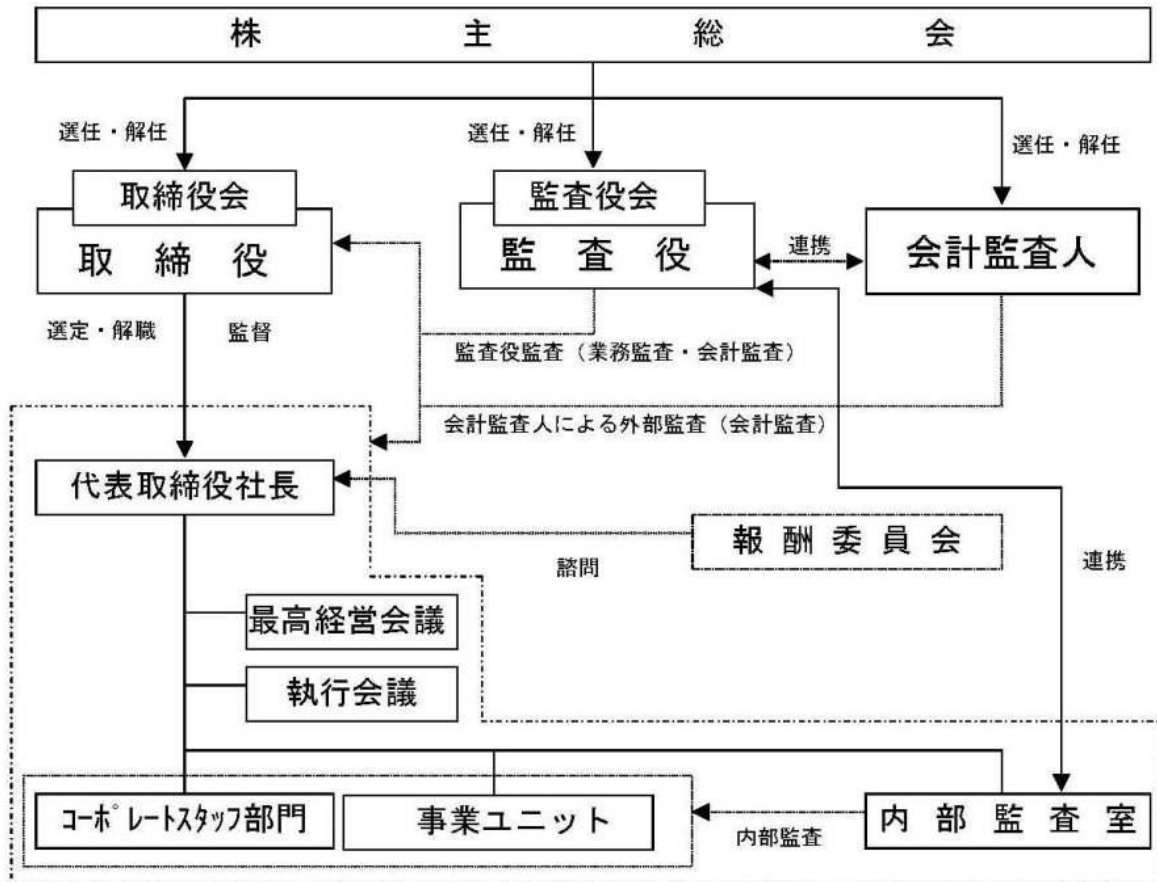 株主総会
選任・解任
選任・解任
選任・解任
取締役会
取締役
監査役会
監査役
連携
会計監査人
選定・解職
監督
監査役監査（業務監査・会計監査）
会計監査人による外部監査（会計監査）
代表取締役社長
報酬委員会
諮問
連携
最高経営会議
執行会議
コーポレートスタッフ部門
事業ユニット
内部監査
内部監査室